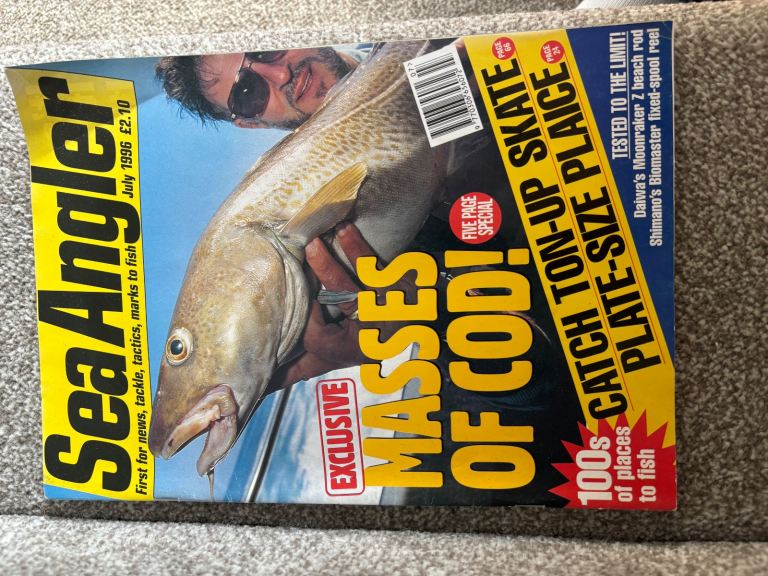 Sea Angler
July 1996 £2.10
First for news, tackle, tactics, marks to fish
EXCLUSIVE
MASSES
OF COD!
FIVE PAGE
SPECIAL
CATCH TON-UP SKATE
PAGE
66
PLATE-SIZE PLAICE
PAGE
24
TESTED TO THE LIMIT!
Daiwa's Moonraker Z beach rod
Shimano's Biomaster fixed-spool reel
100s
of places
to fish
07